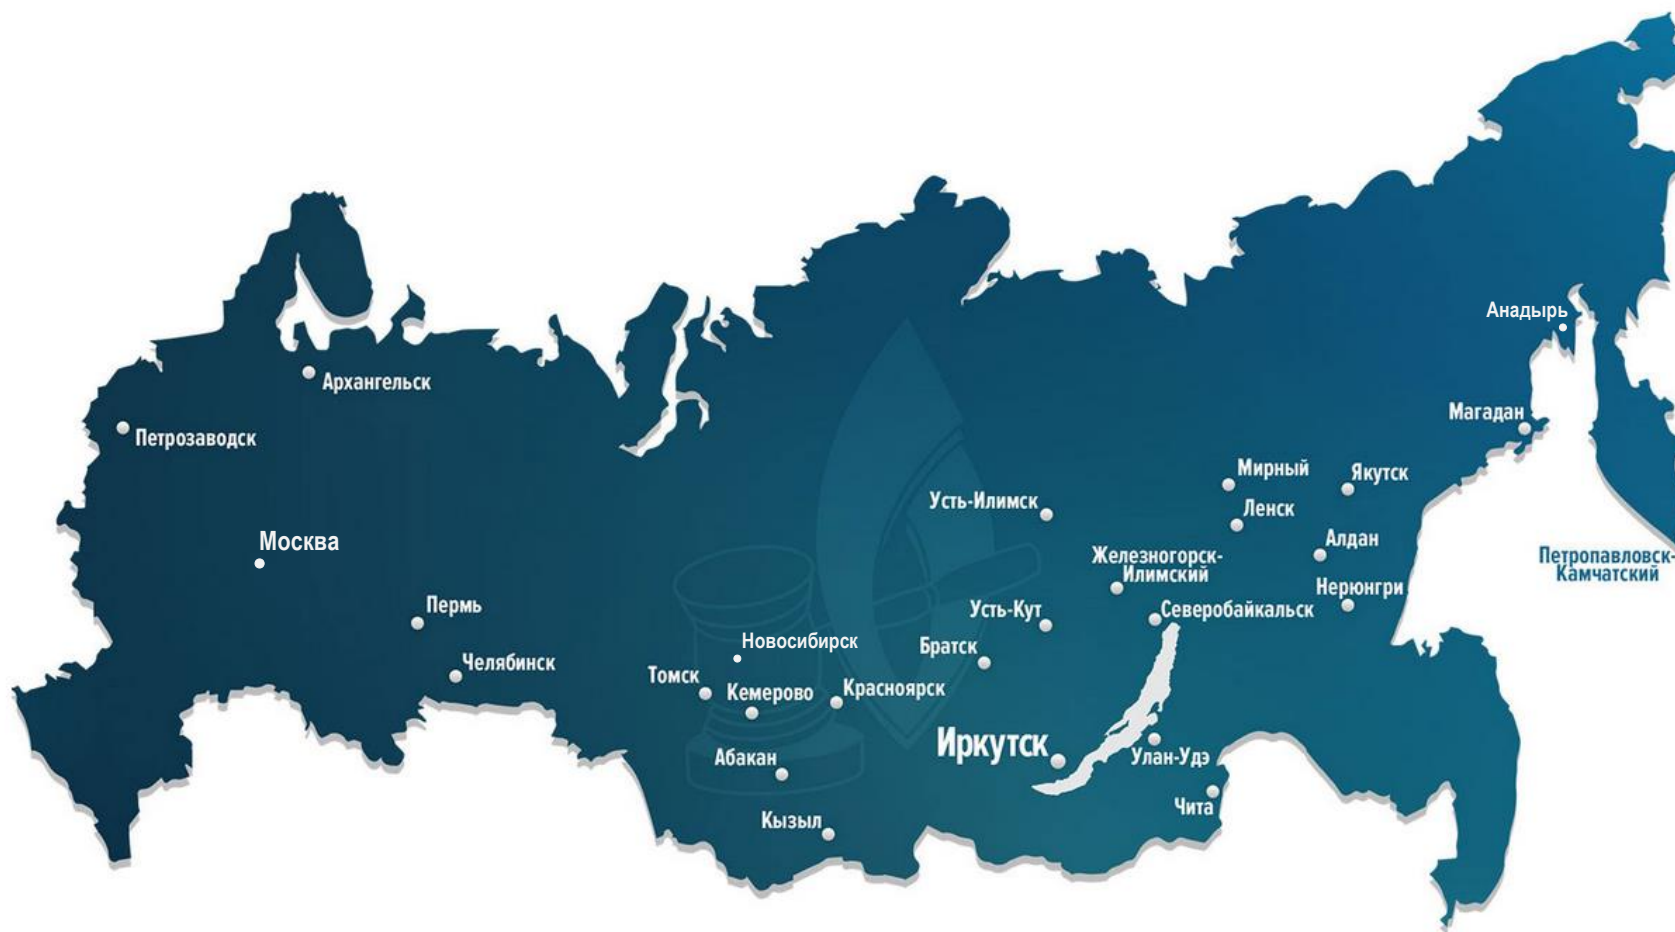 Анадырь
Архангельск
Магадан
Петрозаводск
Мирный
Якутск
Усть-Илимск
Ленск
Москва
Алдан
Железногорск-
Илимский
Петропавловск-
Камчатский
Нерюнгри
Пермь
Усть-Кут
Северобайкальск
Новосибирск
Братск
Челябинск
Томск
Кемерово
Красноярск
Иркутск
Абакан
Улан-Удэ
Чита
Кызыл